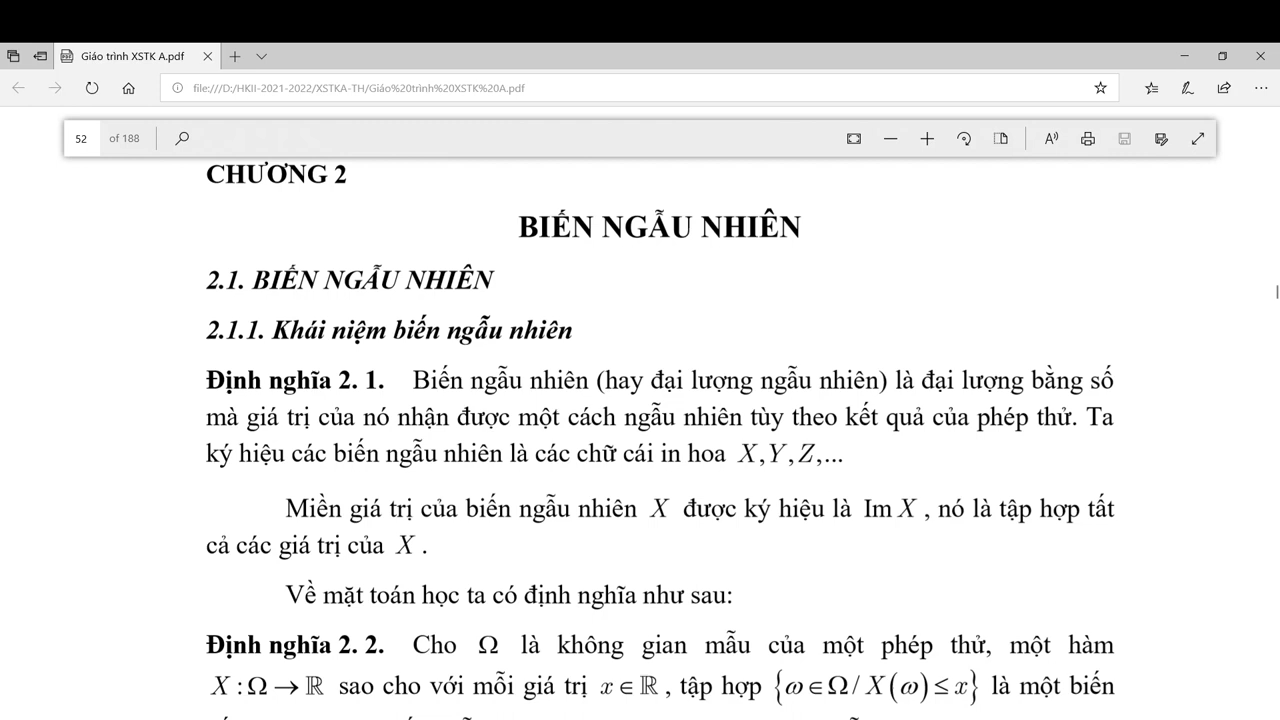 Giáo trình XSTK A.pdf
file:///D:/HKII-2021-2022/XSTKA-TH/Giáo%20trình%20XSTK%20A.pdf
52 of 188
CHƯƠNG 2
BIẾN NGẪU NHIÊN
2.1. BIẾN NGẪU NHIÊN
2.1.1. Khái niệm biến ngẫu nhiên
Định nghĩa 2. 1. Biến ngẫu nhiên (hay đại lượng ngẫu nhiên) là đại lượng bằng số
mà giá trị của nó nhận được một cách ngẫu nhiên tùy theo kết quả của phép thử. Ta
ký hiệu các biến ngẫu nhiên là các chữ cái in hoa X,Y,Z,...
Miền giá trị của biến ngẫu nhiên X được ký hiệu là Im X , nó là tập hợp tất
cả các giá trị của X .
Về mặt toán học ta có định nghĩa như sau:
Định nghĩa 2. 2. Cho Ω là không gian mẫu của một phép thử, một hàm
X : Ω → ℝ sao cho với mỗi giá trị x ∈ ℝ , tập hợp {ω ∈ Ω / X(ω) ≤ x} là một biến